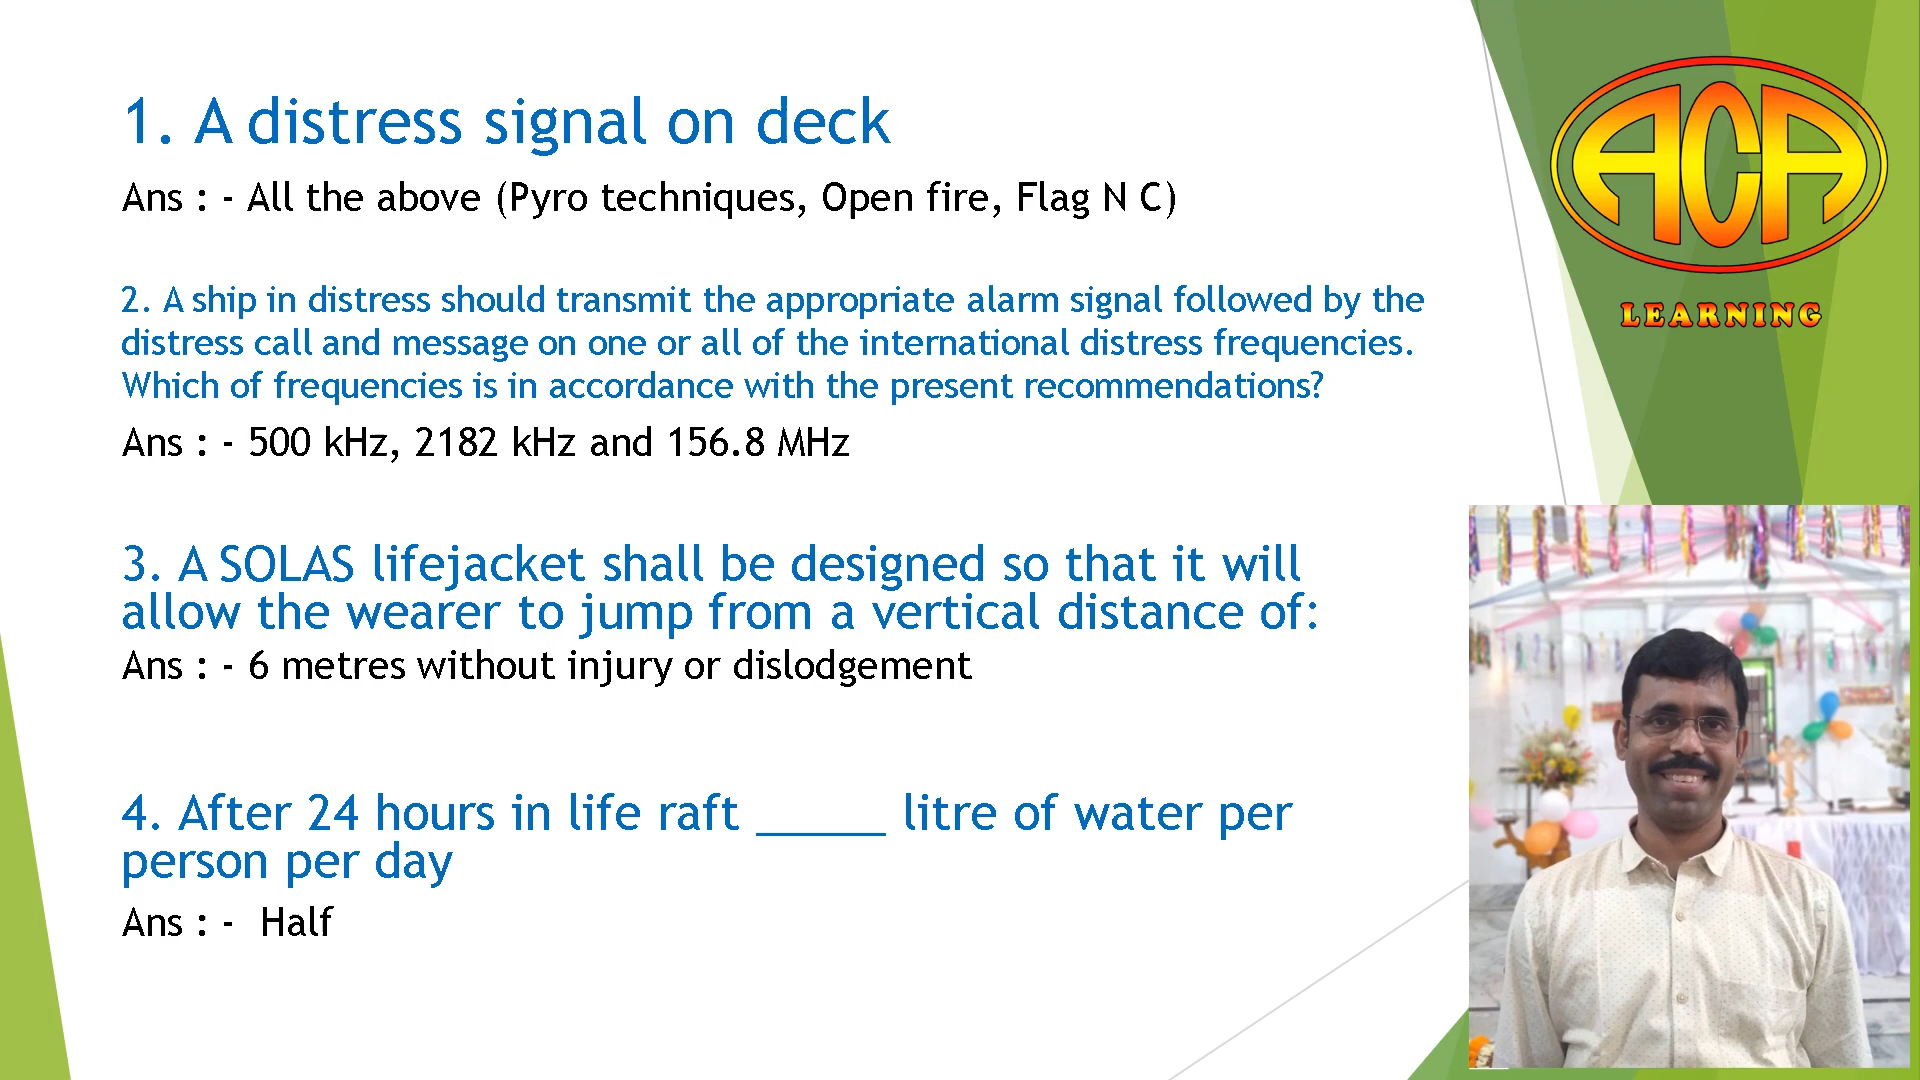 1. A distress signal on deck
Ans : - All the above (Pyro techniques, Open fire, Flag N C)
2. A ship in distress should transmit the appropriate alarm signal followed by the
distress call and message on one or all of the international distress frequencies.
Which of frequencies is in accordance with the present recommendations?
Ans : - 500 kHz, 2182 kHz and 156.8 MHz
3. A SOLAS lifejacket shall be designed so that it will
allow the wearer to jump from a vertical distance of:
Ans : - 6 metres without injury or dislodgement
4. After 24 hours in life raft _____ litre of water per
person per day
Ans : - Half
ACA
LEARNING